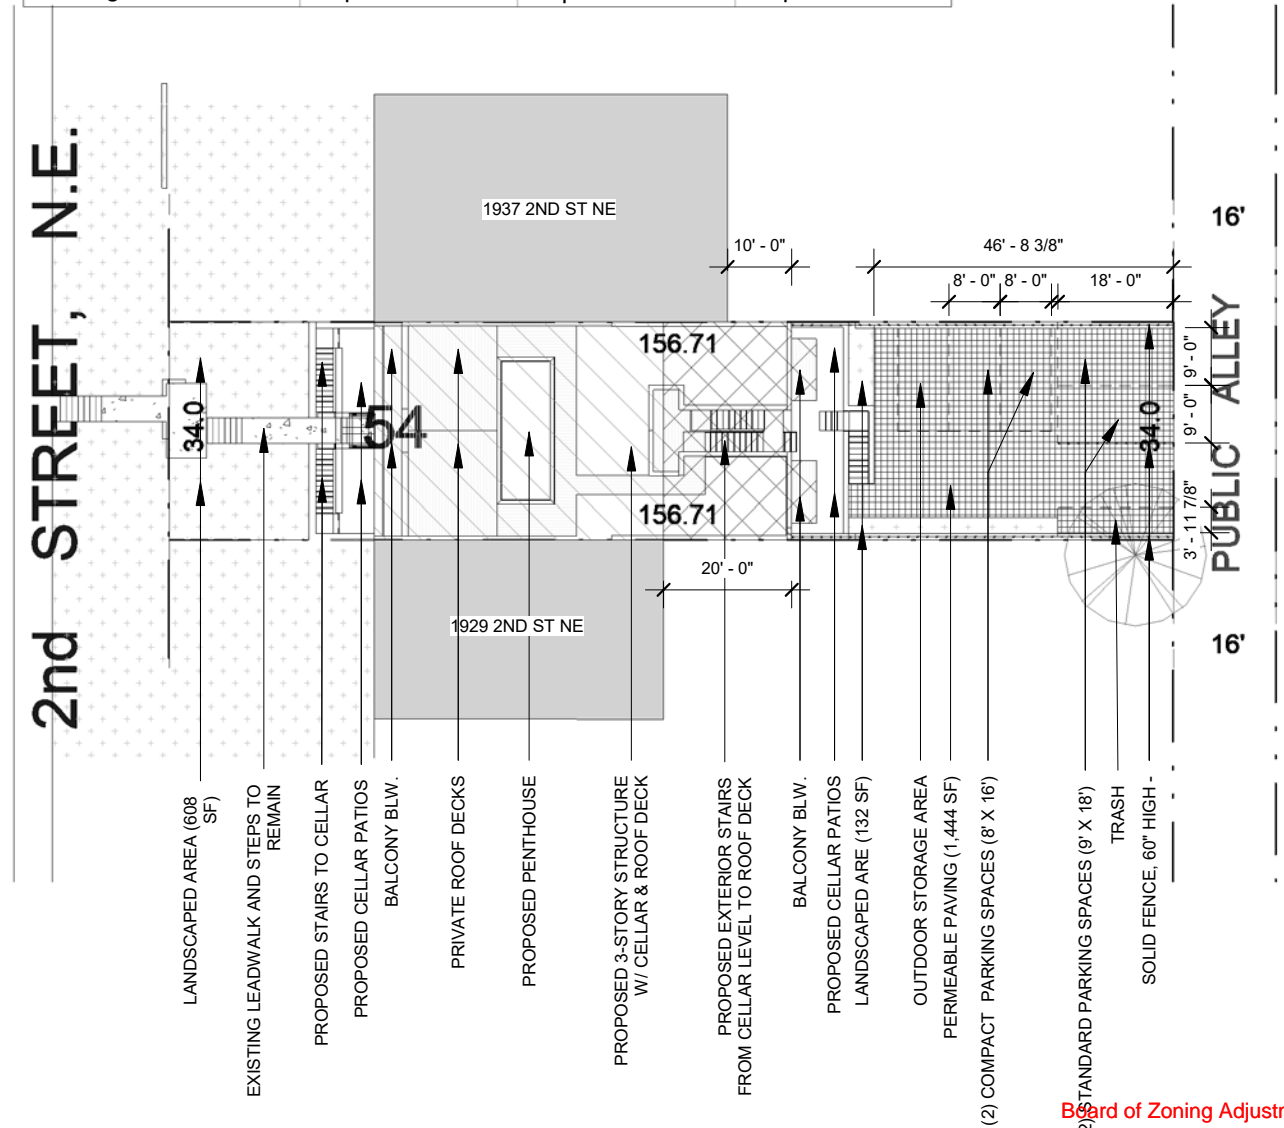 2nd STREET, N.E.
1937 2ND ST NE
10' - 0"
46' - 8 3/8"
8' - 0"
8' - 0"
18' - 0"
16'
156.71
34.0
54
156.71
9' - 0"
9' - 0"
34.0
3' - 11 7/8"
PUBLIC ALLEY
20' - 0"
1929 2ND ST NE
16'
LANDSCAPED AREA (608
SF)
EXISTING LEADWALK AND STEPS TO
REMAIN
PROPOSED STAIRS TO CELLAR
PROPOSED CELLAR PATIOS
BALCONY BLW.
PRIVATE ROOF DECKS
PROPOSED PENTHOUSE
PROPOSED 3-STORY STRUCTURE
W/ CELLAR & ROOF DECK
PROPOSED EXTERIOR STAIRS
FROM CELLAR LEVEL TO ROOF DECK
BALCONY BLW.
PROPOSED CELLAR PATIOS
LANDSCAPED ARE (132 SF)
OUTDOOR STORAGE AREA
PERMEABLE PAVING (1,444 SF)
(2) COMPACT PARKING SPACES (8' X 16')
2) STANDARD PARKING SPACES (9' X 18')
TRASH
SOLID FENCE, 60" HIGH -
Board of Zoning